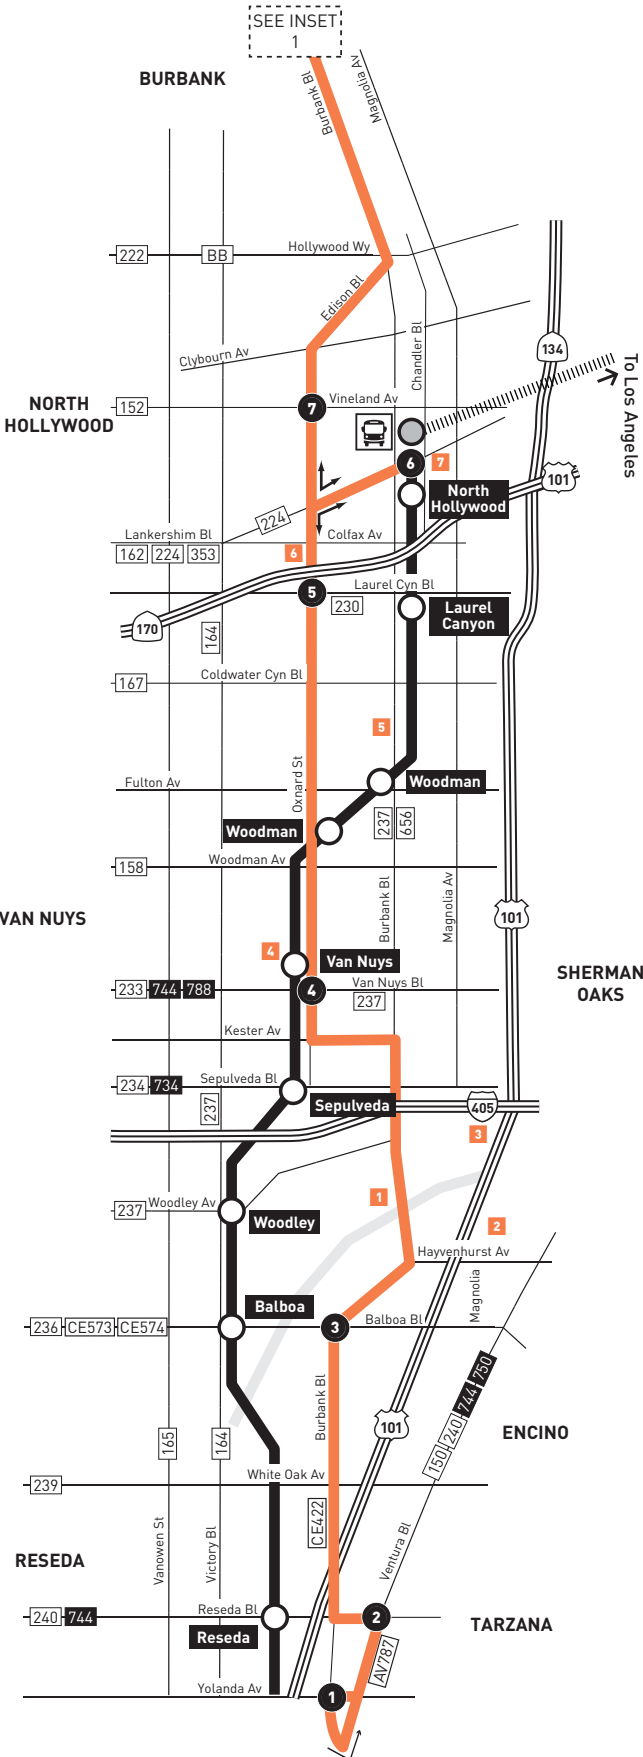 SEE INSET
1
BURBANK
Burbank Bl
Magnolia Av
222
BB
Hollywood Wy
Edison Bl
Chandler Bl
Clybourn Av
134
To Los Angeles
NORTH
HOLLYWOOD
152
7
Vineland Av
6
7
101
North
Hollywood
224
Lankershim Bl
Colfax Av
162
224
353
6
5
Laurel Cyn Bl
230
Laurel
Canyon
170
164
Coldwater Cyn Bl
167
5
Oxnard St
Fulton Av
Woodman
Woodman
237
656
Woodman Av
158
Burbank Bl
Magnolia Av
VAN NUYS
101
4
Van Nuys
SHERMAN
OAKS
233
744
788
4
Van Nuys Bl
237
Kester Av
Sepulveda Bl
234
734
237
Sepulveda
405
3
1
Woodley Av
237
Woodley
2
Hayvenhurst Av
Magnolia
Balboa
236
CE573
CE574
3
Balboa Bl
Burbank Bl
101
150
240
744
750
ENCINO
165
164
White Oak Av
239
CE422
Vanowen St
Victory Bl
Ventura Bl
RESEDA
Reseda Bl
240
744
2
TARZANA
Reseda
AV787
Yolanda Av
1